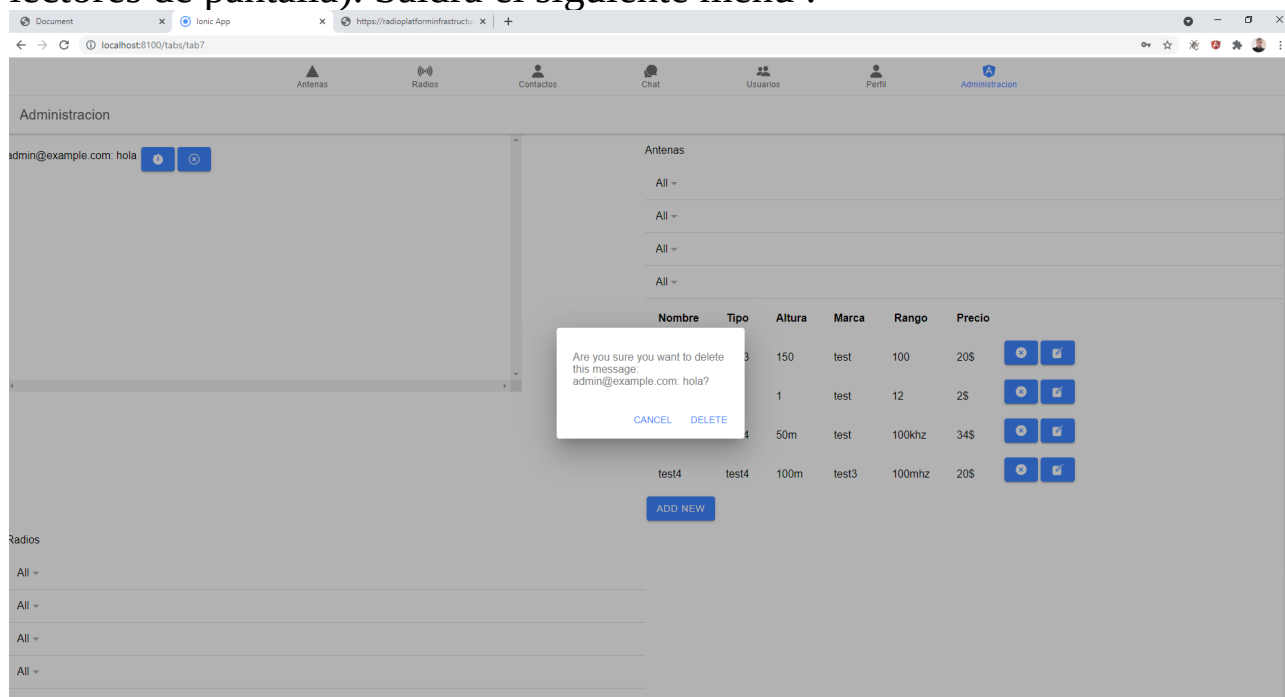 lectores de pantalla). Saldrá el siguiente menú :
Document
Ionic App
https://radioplatforminfrastructu
localhost:8100/tabs/tab7
Antenas
Radios
Contactos
Chat
Usuarios
Perfil
Administracion
Administracion
admin@example.com: hola
Antenas
All
All
All
All
Nombre Tipo Altura Marca Rango Precio
3 150 test 100 20$
1 test 12 2$
4 50m test 100khz 34$
test4 test4 100m test3 100mhz 20$
ADD NEW
Are you sure you want to delete
this message:
admin@example.com: hola?
CANCEL DELETE
Radios
All
All
All
All